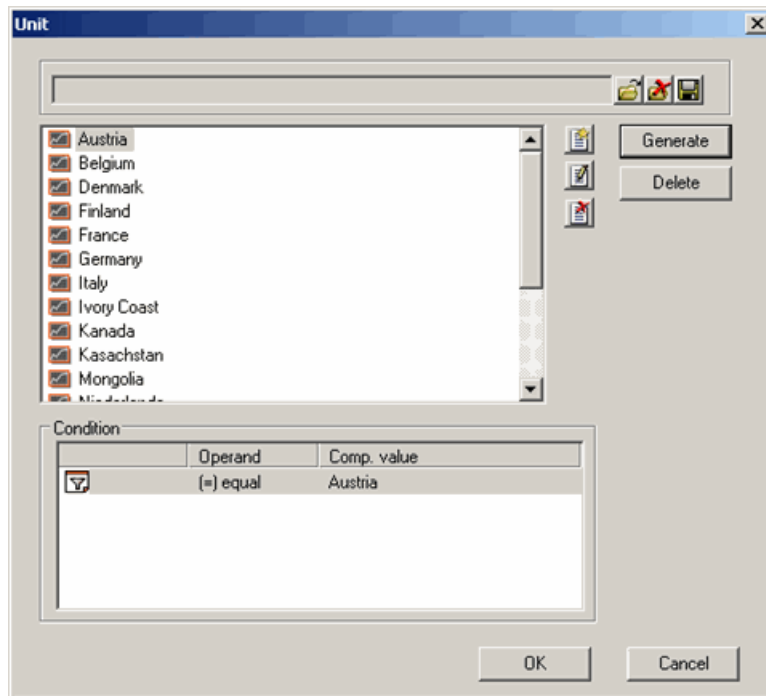 Unit
Austria
Generate
Belgium
Delete
Denmark
Finland
France
Germany
Italy
Ivory Coast
Kanada
Kasachstan
Mongolia
Condition
Operand Comp. value
(=) equal Austria
OK Cancel